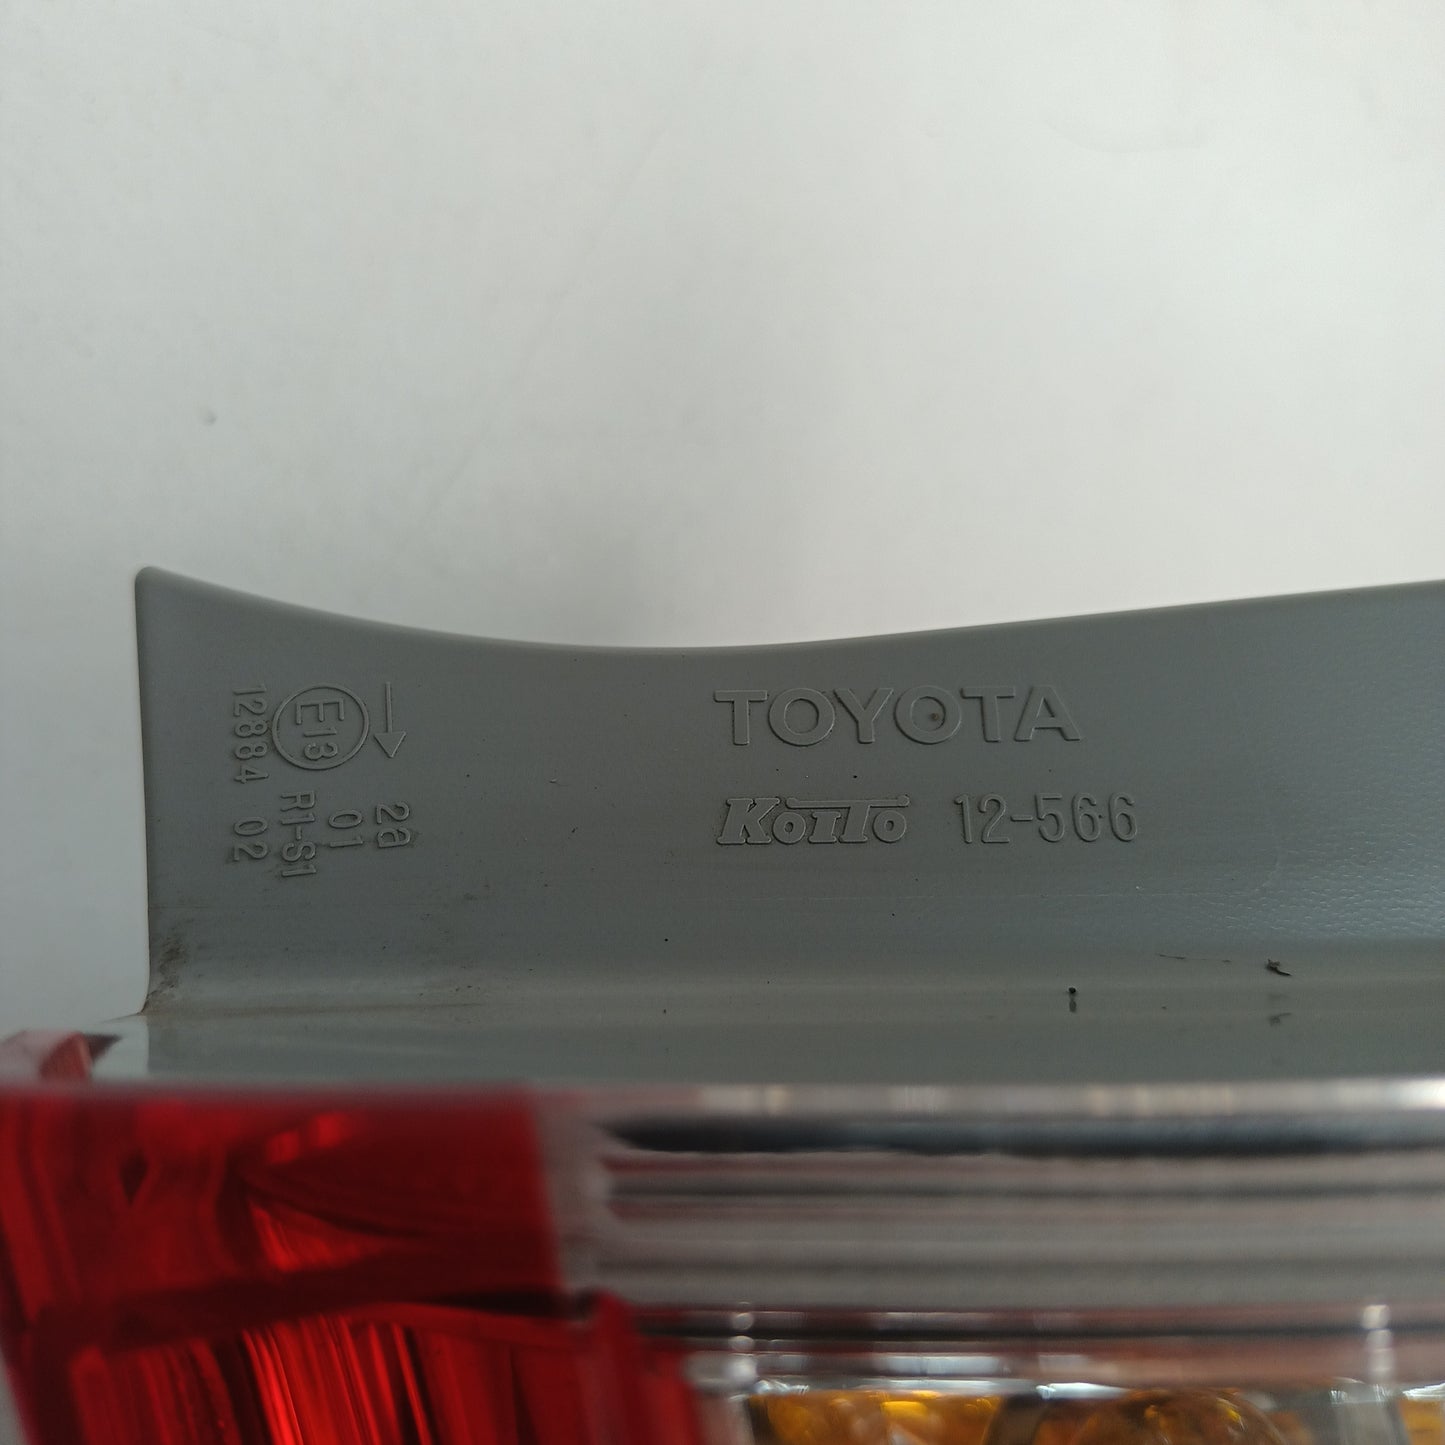 TOYOTA
KOITO 12-566
2a
01
E13 R1-S1
12884 02